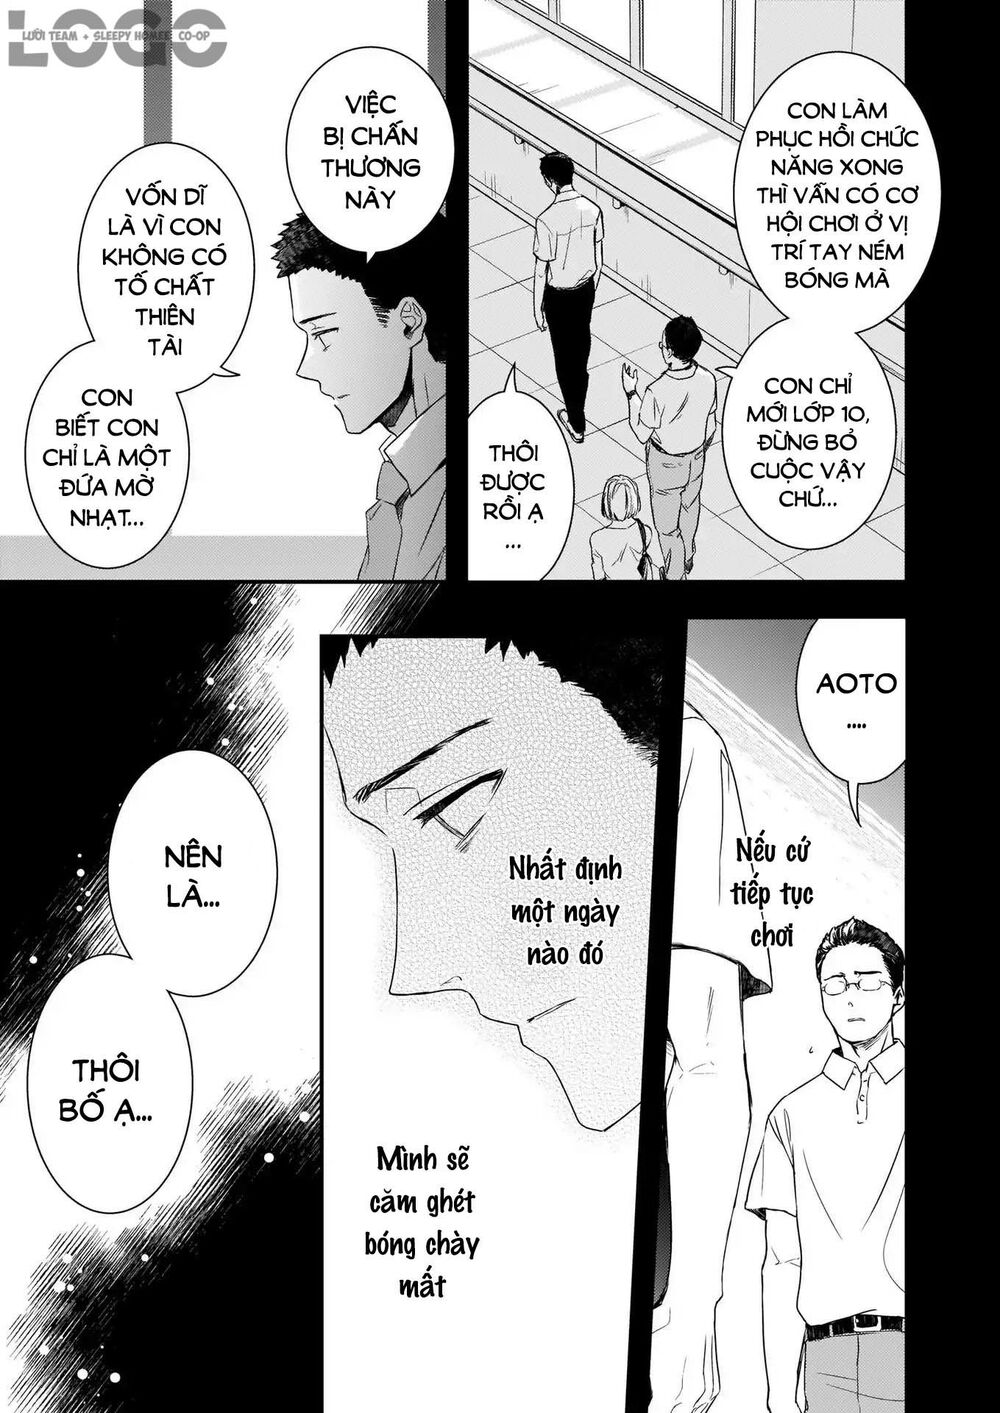 LƯỜI TEAM + SLEEPY HOMEE CO-OP
LOGO
CON LÀM
PHỤC HỒI CHỨC
NĂNG XONG
THÌ VẪN CÓ CƠ
HỘI CHƠI Ở VỊ
TRÍ TAY NÉM
BÓNG MÀ
CON CHỈ
MỚI LỚP 10,
ĐỪNG BỎ
CUỘC VẬY
CHỨ...
THÔI
ĐƯỢC
RỒI Ạ
...
VIỆC
BỊ CHẤN
THƯƠNG
NÀY
VỐN DĨ
LÀ VÌ CON
KHÔNG CÓ
TỐ CHẤT
THIÊN
TÀI
CON
BIẾT CON
CHỈ LÀ MỘT
ĐỨA MỜ
NHẠT...
AOTO
....
Nếu cứ
tiếp tục
chơi
Nhất định
một ngày
nào đó
Mình sẽ
căm ghét
bóng chày
mất
NÊN
LÀ...
THÔI
BỐ Ạ...